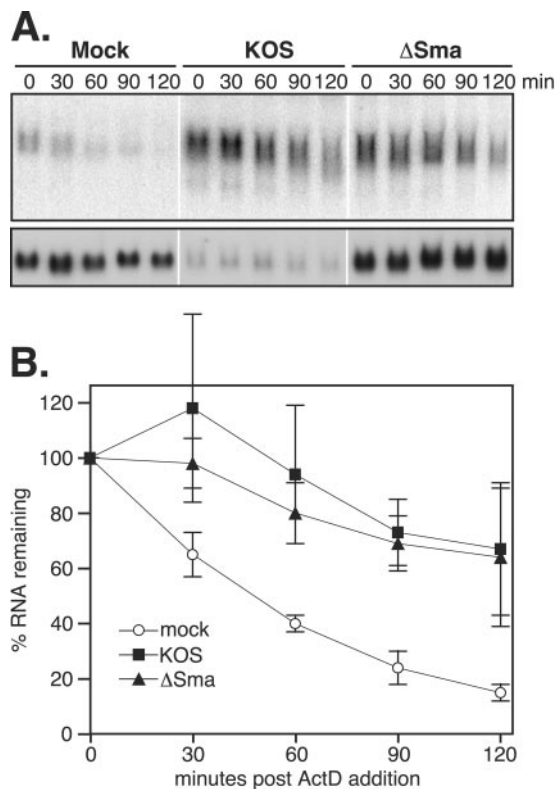 A.
Mock KOS ΔSma
0 30 60 90 120 0 30 60 90 120 0 30 60 90 120 min
B.
% RNA remaining
120
100
80
60
40
20
0
mock
KOS
ΔSma
0 30 60 90 120
minutes post ActD addition